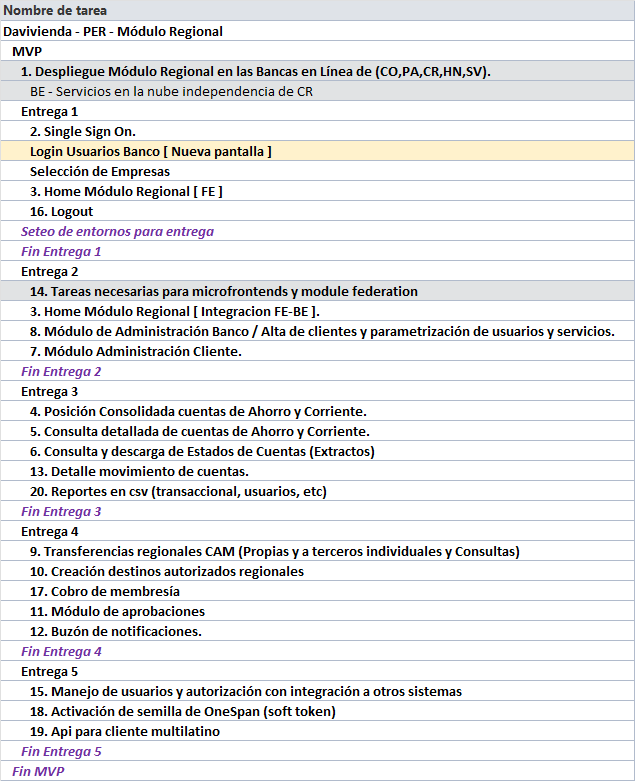 Nombre de tarea
Davivienda - PER - Módulo Regional
MVP
1. Despliegue Módulo Regional en las Bancas en Línea de (CO,PA,CR,HN,SV).
BE - Servicios en la nube independencia de CR
Entrega 1
2. Single Sign On.
Login Usuarios Banco [ Nueva pantalla ]
Selección de Empresas
3. Home Módulo Regional [ FE ]
16. Logout
Seteo de entornos para entrega
Fin Entrega 1
Entrega 2
14. Tareas necesarias para microfrontends y module federation
3. Home Módulo Regional [ Integracion FE-BE ].
8. Módulo de Administración Banco / Alta de clientes y parametrización de usuarios y servicios.
7. Módulo Administración Cliente.
Fin Entrega 2
Entrega 3
4. Posición Consolidada cuentas de Ahorro y Corriente.
5. Consulta detallada de cuentas de Ahorro y Corriente.
6. Consulta y descarga de Estados de Cuentas (Extractos)
13. Detalle movimiento de cuentas.
20. Reportes en csv (transaccional, usuarios, etc)
Fin Entrega 3
Entrega 4
9. Transferencias regionales CAM (Propias y a terceros individuales y Consultas)
10. Creación destinos autorizados regionales
17. Cobro de membresía
11. Módulo de aprobaciones
12. Buzón de notificaciones.
Fin Entrega 4
Entrega 5
15. Manejo de usuarios y autorización con integración a otros sistemas
18. Activación de semilla de OneSpan (soft token)
19. Api para cliente multilatino
Fin Entrega 5
Fin MVP